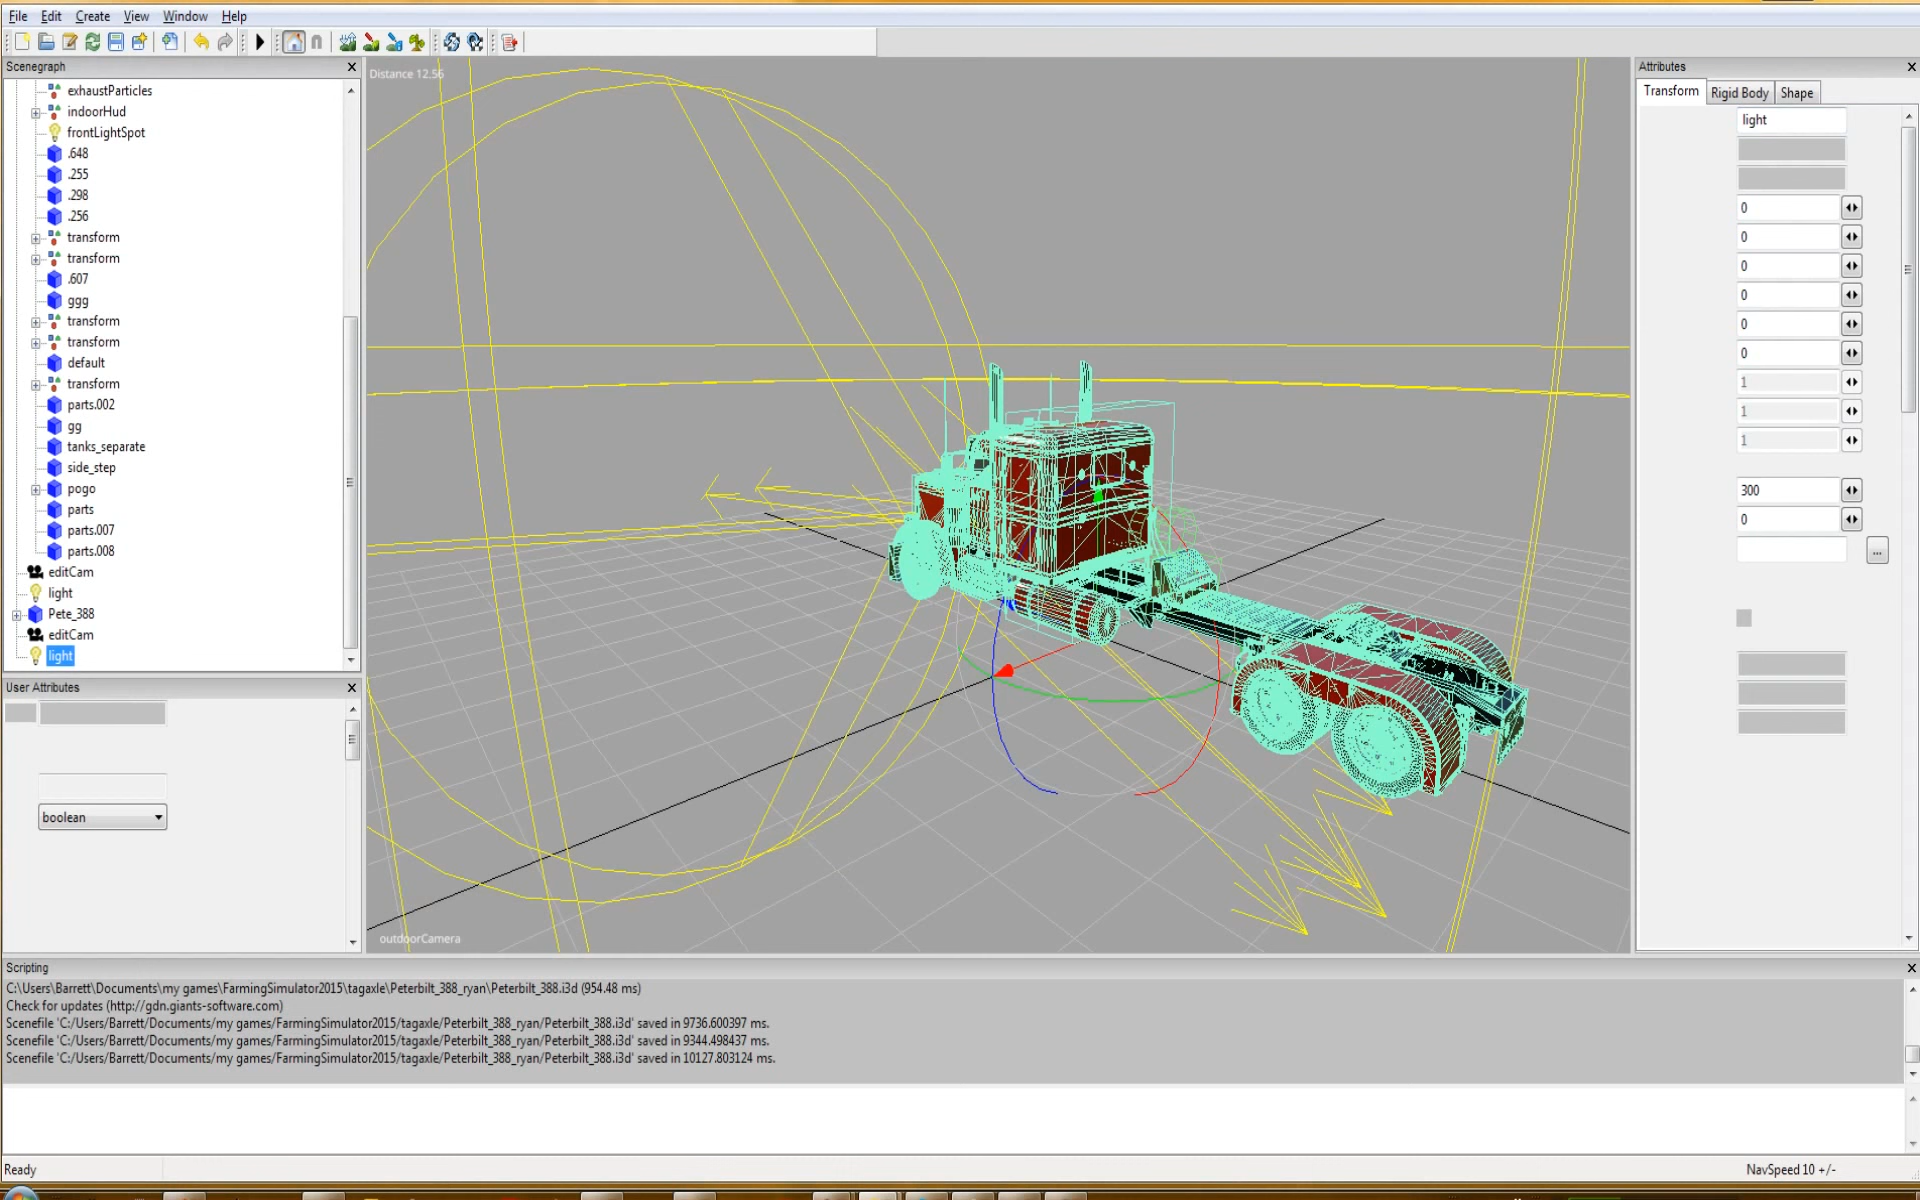 File Edit Create View Window Help
Scenegraph
exhaustParticles
indoorHud
frontLightSpot
.648
.255
.298
.256
transform
transform
.607
ggg
transform
transform
default
transform
parts.002
gg
tanks_separate
side_step
pogo
parts
parts.007
parts.008
editCam
light
Pete_388
editCam
light
User Attributes
boolean
Distance 12.56
outdoorCamera
Attributes
Transform Rigid Body Shape
light
0
0
0
0
0
0
1
1
1
300
0
...
Scripting
C:\Users\Barrett\Documents\my games\FarmingSimulator2015\tagaxle\Peterbilt_388_ryan\Peterbilt_388.i3d (954.48 ms)
Check for updates (http://gdn.giants-software.com)
Scenefile 'C:/Users/Barrett/Documents/my games/FarmingSimulator2015/tagaxle/Peterbilt_388_ryan/Peterbilt_388.i3d' saved in 9736.600397 ms.
Scenefile 'C:/Users/Barrett/Documents/my games/FarmingSimulator2015/tagaxle/Peterbilt_388_ryan/Peterbilt_388.i3d' saved in 9344.498437 ms.
Scenefile 'C:/Users/Barrett/Documents/my games/FarmingSimulator2015/tagaxle/Peterbilt_388_ryan/Peterbilt_388.i3d' saved in 10127.803124 ms.
Ready
NavSpeed 10 +/-